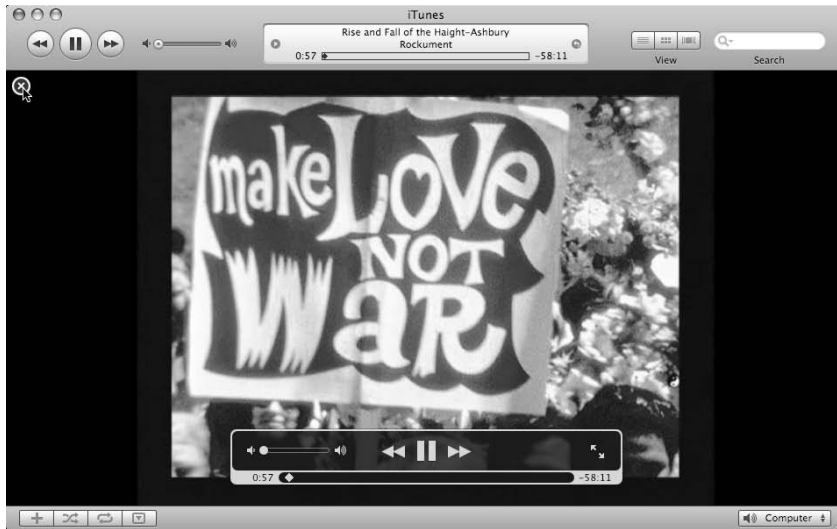 iTunes
Rise and Fall of the Haight-Ashbury
Rockument
0:57 -58:11
View
Search
make LOVE
NOT
WAR
0:57 -58:11
Computer